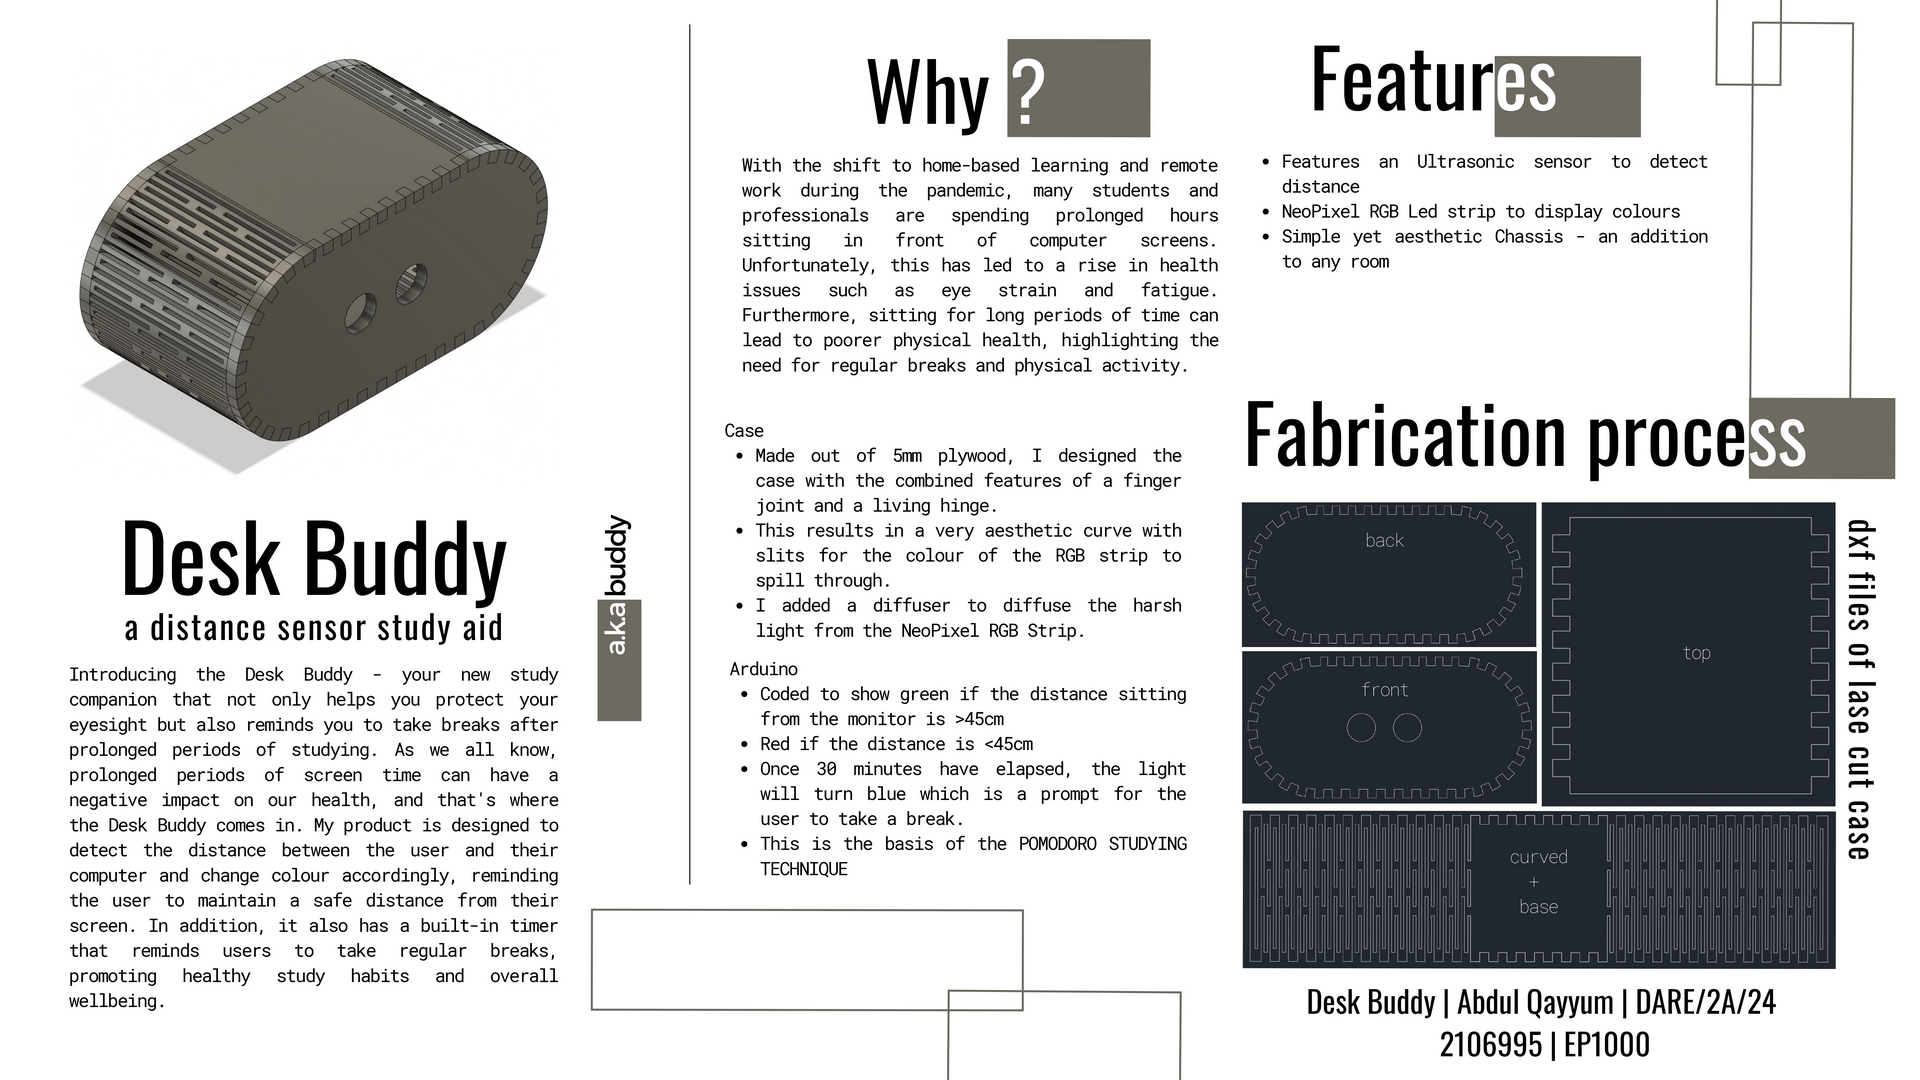 Desk Buddy
a distance sensor study aid
Introducing the Desk Buddy - your new study
companion that not only helps you protect your
eyesight but also reminds you to take breaks after
prolonged periods of studying. As we all know,
prolonged periods of screen time can have a
negative impact on our health, and that's where
the Desk Buddy comes in. My product is designed to
detect the distance between the user and their
computer and change colour accordingly, reminding
the user to maintain a safe distance from their
screen. In addition, it also has a built-in timer
that reminds users to take regular breaks,
promoting healthy study habits and overall
wellbeing.
a.k.a buddy
Why ?
With the shift to home-based learning and remote
work during the pandemic, many students and
professionals are spending prolonged hours
sitting in front of computer screens.
Unfortunately, this has led to a rise in health
issues such as eye strain and fatigue.
Furthermore, sitting for long periods of time can
lead to poorer physical health, highlighting the
need for regular breaks and physical activity.
Case
• Made out of 5mm plywood, I designed the
case with the combined features of a finger
joint and a living hinge.
• This results in a very aesthetic curve with
slits for the colour of the RGB strip to
spill through.
• I added a diffuser to diffuse the harsh
light from the NeoPixel RGB Strip.
Arduino
• Coded to show green if the distance sitting
from the monitor is >45cm
• Red if the distance is <45cm
• Once 30 minutes have elapsed, the light
will turn blue which is a prompt for the
user to take a break.
• This is the basis of the POMODORO STUDYING
TECHNIQUE
Features
• Features an Ultrasonic sensor to detect
distance
• NeoPixel RGB Led strip to display colours
• Simple yet aesthetic Chassis - an addition
to any room
Fabrication process
back
front
top
curved
+
base
dxf files of lase cut case
Desk Buddy | Abdul Qayyum | DARE/2A/24
2106995 | EP1000